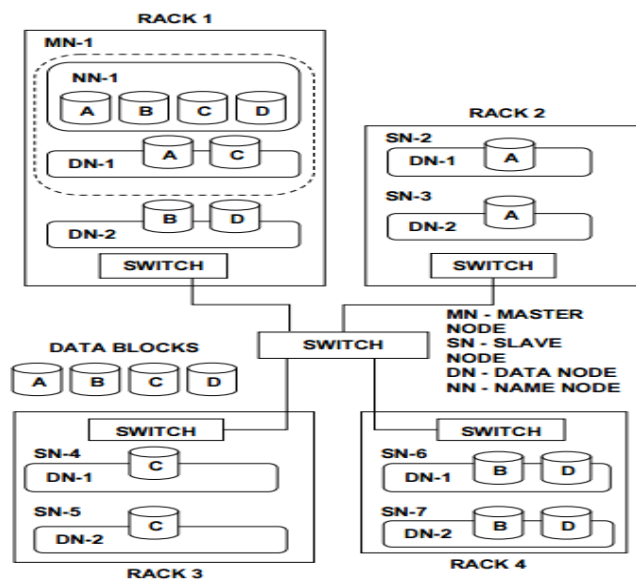 RACK 1
MN-1
NN-1
A B C D
DN-1 A C
B D
DN-2
SWITCH
RACK 2
SN-2
DN-1 A
SN-3
DN-2 A
SWITCH
SWITCH
MN - MASTER
NODE
SN - SLAVE
NODE
DN - DATA NODE
NN - NAME NODE
DATA BLOCKS
A B C D
SWITCH
SN-4
C
DN-1
SN-5
C
DN-2
RACK 3
SWITCH
SN-6
DN-1 B D
SN-7
DN-2 B D
RACK 4